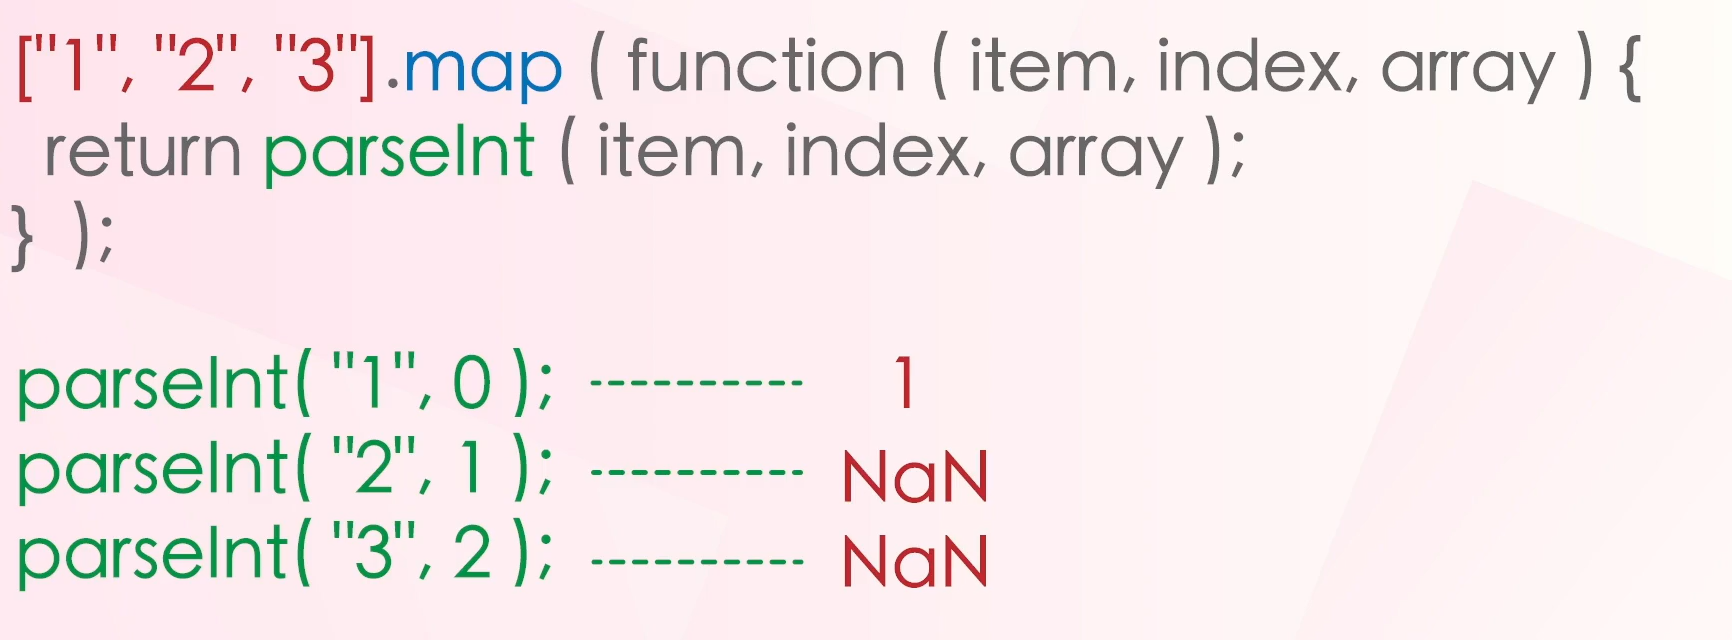 ["1", "2", "3"].map ( function ( item, index, array ) {
return parseInt ( item, index, array );
} );
parseInt( "1", 0 ); ---------- 1
parseInt( "2", 1 ); ---------- NaN
parseInt( "3", 2 ); ---------- NaN